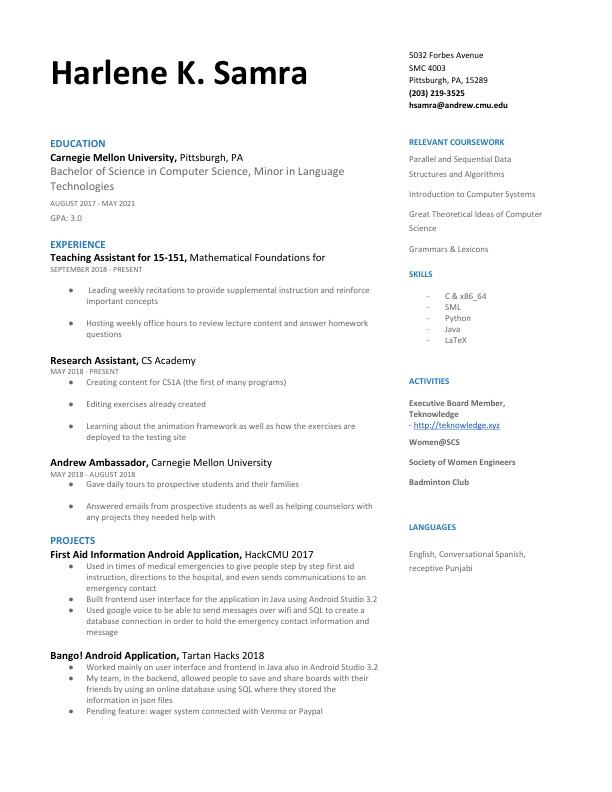 Harlene K. Samra
5032 Forbes Avenue
SMC 4003
Pittsburgh, PA, 15289
(203) 219-3525
hsamra@andrew.cmu.edu
EDUCATION
Carnegie Mellon University, Pittsburgh, PA
Bachelor of Science in Computer Science, Minor in Language
Technologies
AUGUST 2017 - MAY 2021
GPA: 3.0
EXPERIENCE
Teaching Assistant for 15-151, Mathematical Foundations for
SEPTEMBER 2018 - PRESENT
● Leading weekly recitations to provide supplemental instruction and reinforce
important concepts
● Hosting weekly office hours to review lecture content and answer homework
questions
Research Assistant, CS Academy
MAY 2018 - PRESENT
● Creating content for CS1A (the first of many programs)
● Editing exercises already created
● Learning about the animation framework as well as how the exercises are
deployed to the testing site
Andrew Ambassador, Carnegie Mellon University
MAY 2018 - AUGUST 2018
● Gave daily tours to prospective students and their families
● Answered emails from prospective students as well as helping counselors with
any projects they needed help with
PROJECTS
First Aid Information Android Application, HackCMU 2017
● Used in times of medical emergencies to give people step by step first aid
instruction, directions to the hospital, and even sends communications to an
emergency contact
● Built frontend user interface for the application in Java using Android Studio 3.2
● Used google voice to be able to send messages over wifi and SQL to create a
database connection in order to hold the emergency contact information and
message
Bango! Android Application, Tartan Hacks 2018
● Worked mainly on user interface and frontend in Java also in Android Studio 3.2
● My team, in the backend, allowed people to save and share boards with their
friends by using an online database using SQL where they stored the
information in json files
● Pending feature: wager system connected with Venmo or Paypal
RELEVANT COURSEWORK
Parallel and Sequential Data
Structures and Algorithms
Introduction to Computer Systems
Great Theoretical Ideas of Computer
Science
Grammars & Lexicons
SKILLS
- C & x86_64
- SML
- Python
- Java
- LaTeX
ACTIVITIES
Executive Board Member,
Teknowledge
- http://teknowledge.xyz
Women@SCS
Society of Women Engineers
Badminton Club
LANGUAGES
English, Conversational Spanish,
receptive Punjabi